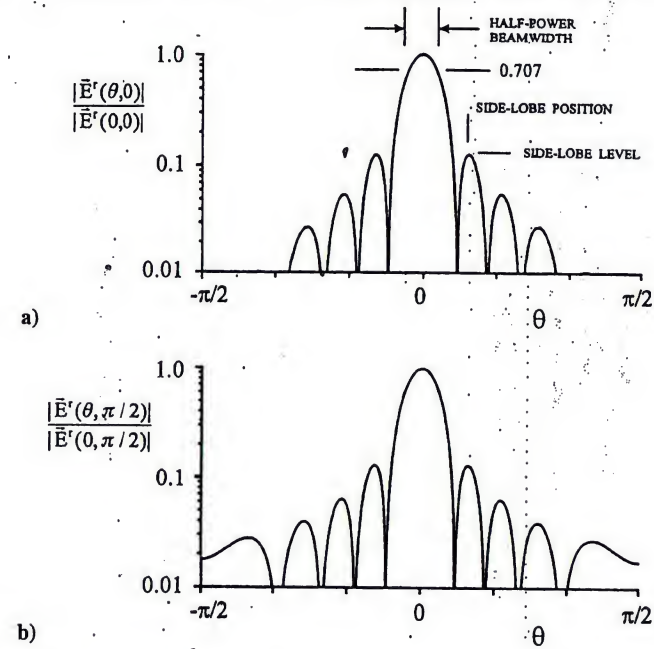 HALF-POWER
BEAMWIDTH
1.0
0.707
|E⃗ʳ(θ,0)|
|E⃗ʳ(0,0)|
SIDE-LOBE POSITION
0.1
SIDE-LOBE LEVEL
0.01
-π/2
0
θ
π/2
a)
1.0
|E⃗ʳ(θ,π/2)|
|E⃗ʳ(0,π/2)|
0.1
0.01
-π/2
0
θ
π/2
b)